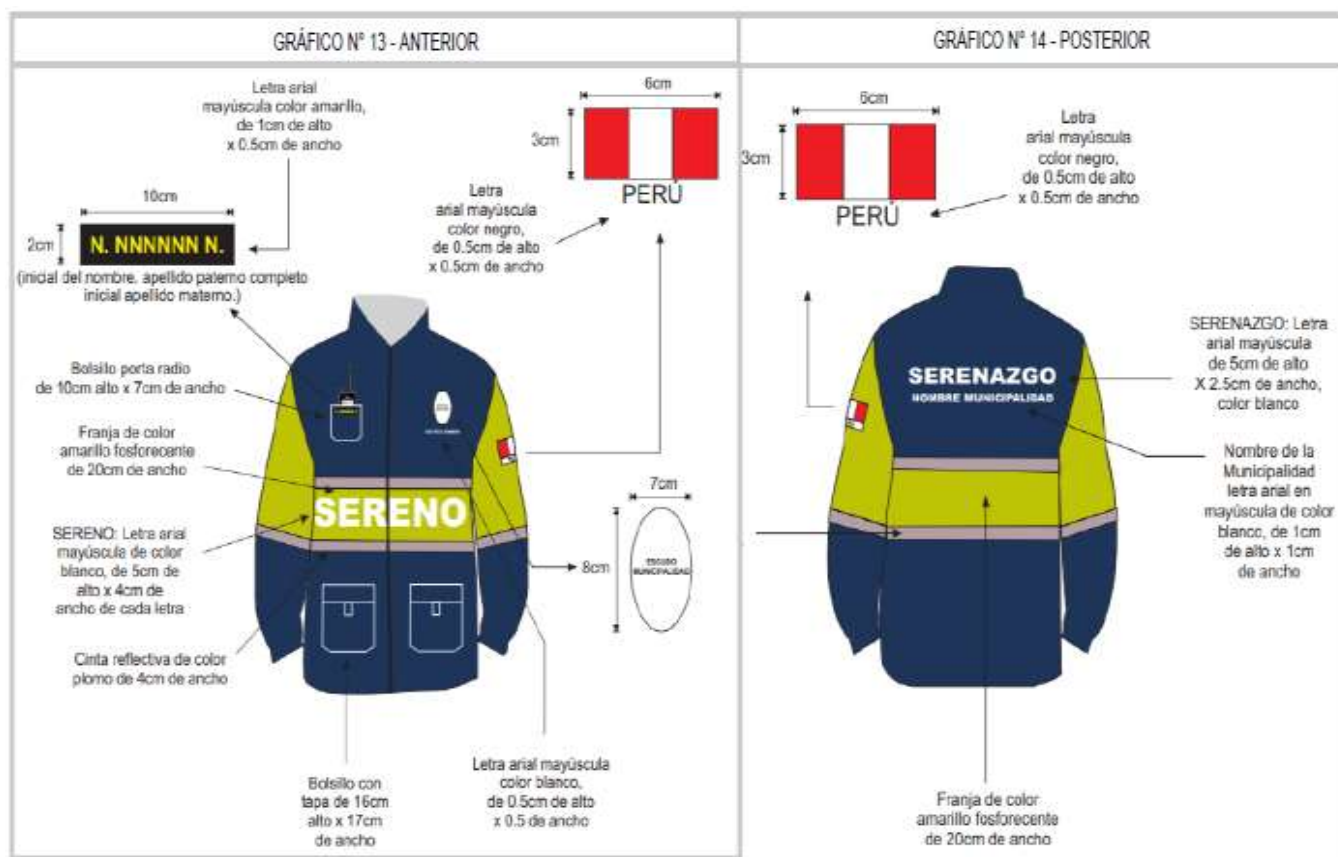 GRÁFICO N° 13 - ANTERIOR
Letra arial
mayúscula color amarillo,
de 1cm de alto
x 0.5cm de ancho
10cm
2cm
N. NNNNNN N.
(inicial del nombre, apellido paterno completo
inicial apellido materno.)
6cm
3cm
PERÚ
Letra
arial mayúscula
color negro,
de 0.5cm de alto
x 0.5cm de ancho
Bolsillo porta radio
de 10cm alto x 7cm de ancho
Franja de color
amarillo fosforecente
de 20cm de ancho
SERENO: Letra arial
mayúscula de color
blanco, de 5cm de
alto x 4cm de
ancho de cada letra
Cinta reflectiva de color
plomo de 4cm de ancho
SERENO
7cm
8cm
ESCUDO
MUNICIPALIDAD
Bolsillo con
tapa de 16cm
alto x 17cm
de ancho
Letra arial mayúscula
color blanco,
de 0.5cm de alto
x 0.5 de ancho
GRÁFICO N° 14 - POSTERIOR
6cm
3cm
PERÚ
Letra
arial mayúscula
color negro,
de 0.5cm de alto
x 0.5cm de ancho
SERENAZGO
NOMBRE MUNICIPALIDAD
SERENAZGO: Letra
arial mayúscula
de 5cm de alto
X 2.5cm de ancho,
color blanco
Nombre de la
Municipalidad
letra arial en
mayúscula de color
blanco, de 1cm
de alto x 1cm
de ancho
Franja de color
amarillo fosforecente
de 20cm de ancho